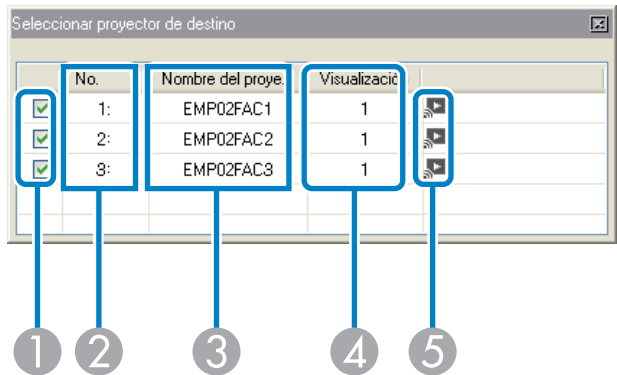 Seleccionar proyector de destino
No. Nombre del proye. Visualizació
1: EMP02FAC1 1
2: EMP02FAC2 1
3: EMP02FAC3 1
1 2 3 4 5